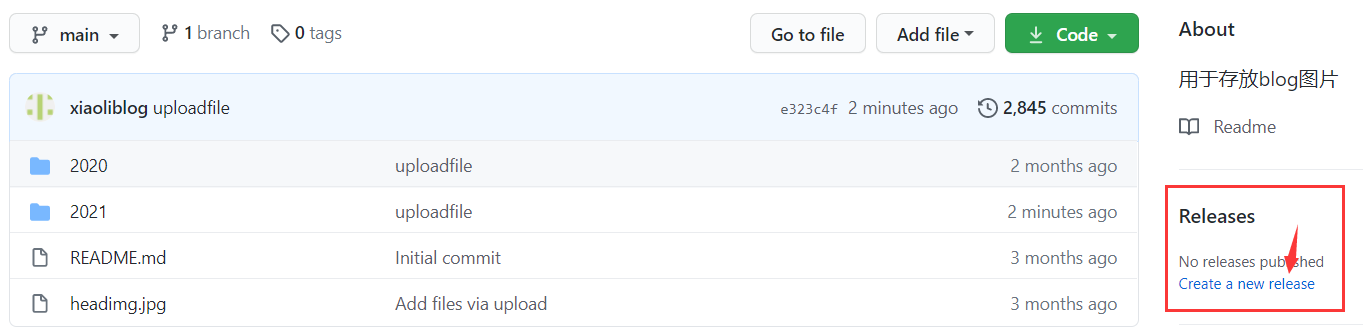 main 1 branch 0 tags Go to file Add file Code
xiaoliblog uploadfile e323c4f 2 minutes ago 2,845 commits
2020 uploadfile 2 months ago
2021 uploadfile 2 minutes ago
README.md Initial commit 3 months ago
headimg.jpg Add files via upload 3 months ago
About
用于存放blog图片
Readme
Releases
No releases published
Create a new release